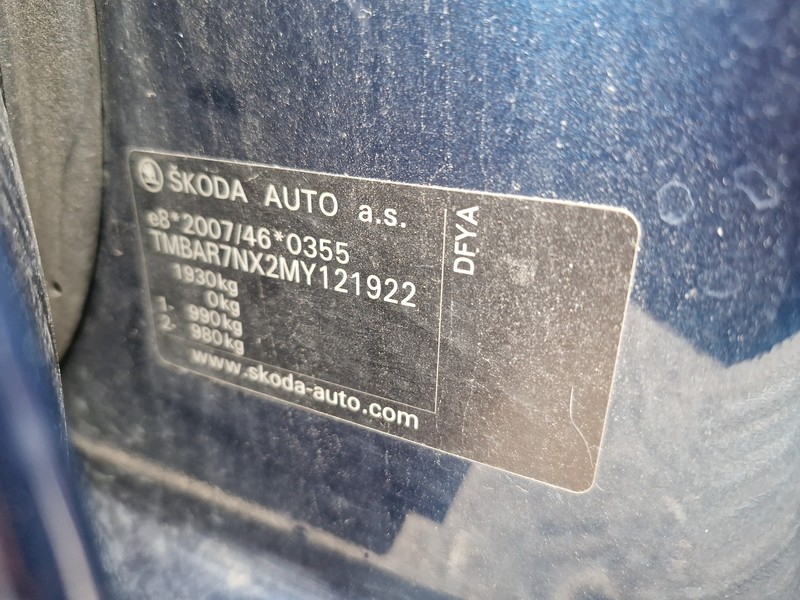 ŠKODA AUTO a.s.
e8*2007/46*0355
TMBAR7NX2MY121922
1930kg
0kg
1- 990kg
2- 980kg
www.skoda-auto.com
DFYA